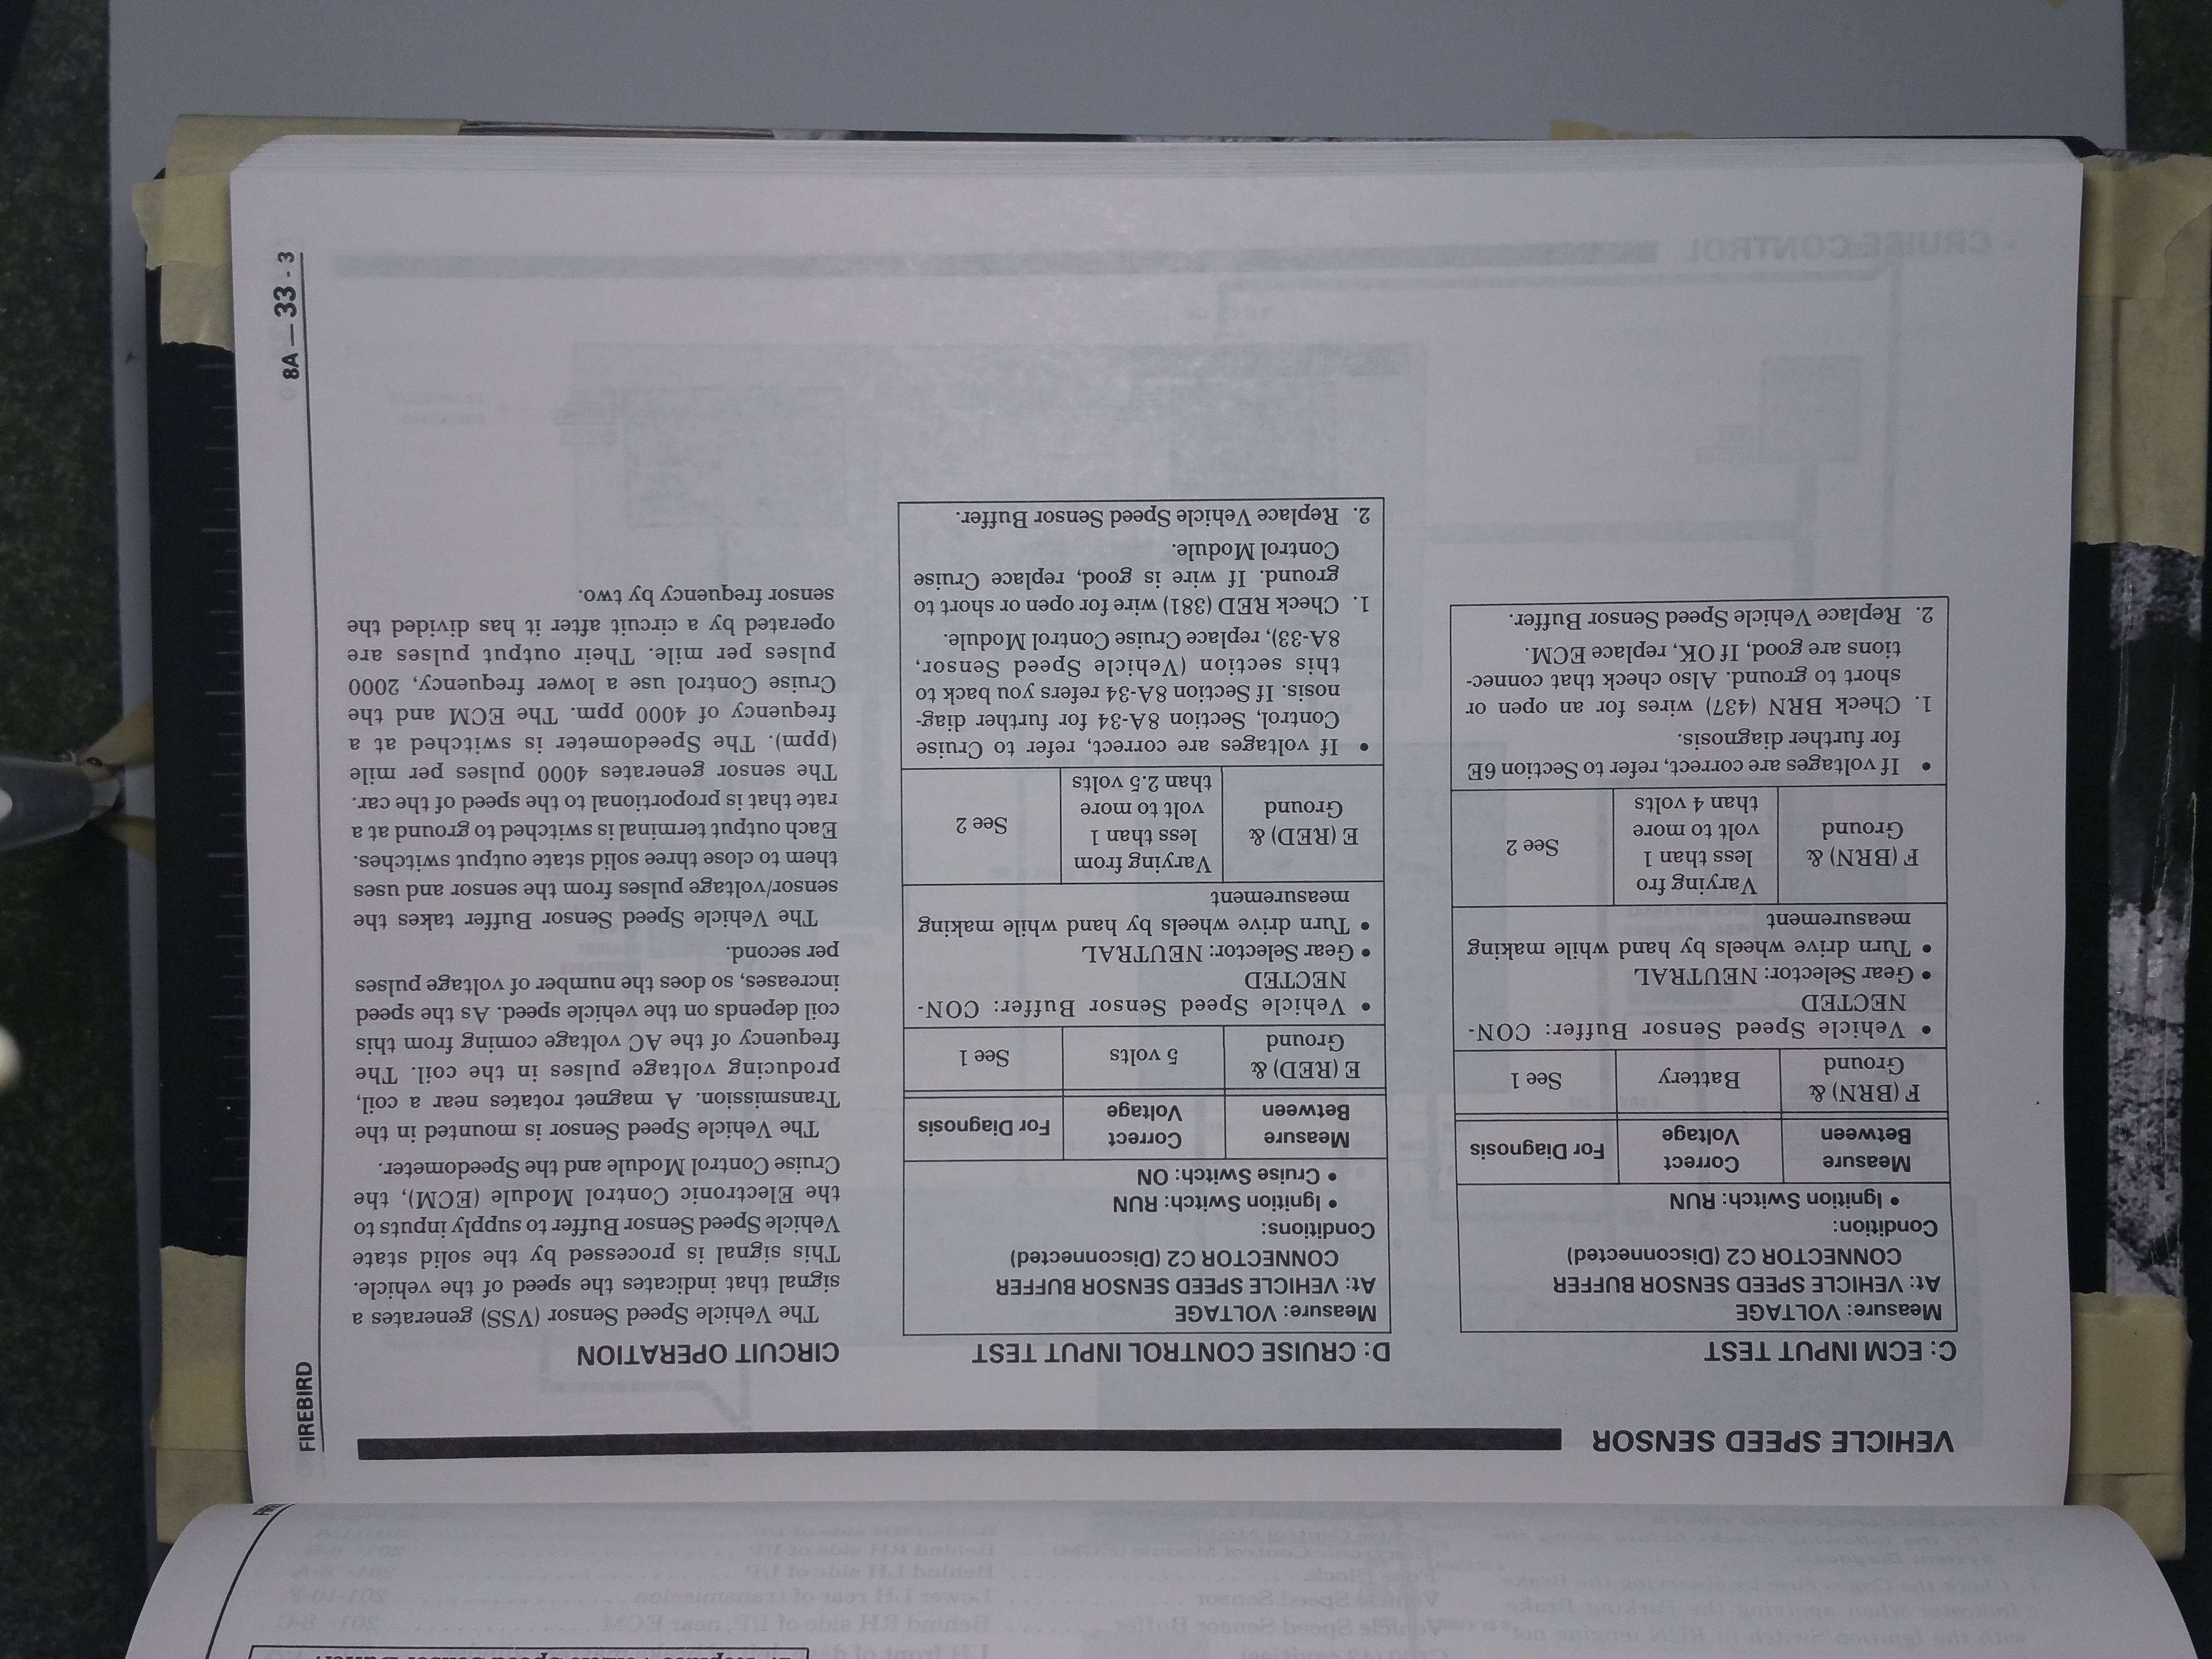 FIREBIRD
8A — 33 - 3
VEHICLE SPEED SENSOR
C: ECM INPUT TEST
Measure: VOLTAGE
At: VEHICLE SPEED SENSOR BUFFER
CONNECTOR C2 (Disconnected)
Condition:
• Ignition Switch: RUN
Measure Between
Correct Voltage
For Diagnosis
F (BRN) & Ground
Battery
See 1
• Vehicle Speed Sensor Buffer: CON-
NECTED
• Gear Selector: NEUTRAL
• Turn drive wheels by hand while making
measurement
F (BRN) & Ground
Varying fro
less than 1
volt to more
than 4 volts
See 2
• If voltages are correct, refer to Section 6E
for further diagnosis.
1. Check BRN (437) wires for an open or
short to ground. Also check that connec-
tions are good, If OK, replace ECM.
2. Replace Vehicle Speed Sensor Buffer.
D: CRUISE CONTROL INPUT TEST
Measure: VOLTAGE
At: VEHICLE SPEED SENSOR BUFFER
CONNECTOR C2 (Disconnected)
Conditions:
• Ignition Switch: RUN
• Cruise Switch: ON
Measure Between
Correct Voltage
For Diagnosis
E (RED) & Ground
5 volts
See 1
• Vehicle Speed Sensor Buffer: CON-
NECTED
• Gear Selector: NEUTRAL
• Turn drive wheels by hand while making
measurement
E (RED) & Ground
Varying from
less than 1
volt to more
than 2.5 volts
See 2
• If voltages are correct, refer to Cruise
Control, Section 8A-34 for further diag-
nosis. If Section 8A-34 refers you back to
this section (Vehicle Speed Sensor,
8A-33), replace Cruise Control Module.
1. Check RED (381) wire for open or short to
ground. If wire is good, replace Cruise
Control Module.
2. Replace Vehicle Speed Sensor Buffer.
CIRCUIT OPERATION
The Vehicle Speed Sensor (VSS) generates a
signal that indicates the speed of the vehicle.
This signal is processed by the solid state
Vehicle Speed Sensor Buffer to supply inputs to
the Electronic Control Module (ECM), the
Cruise Control Module and the Speedometer.
The Vehicle Speed Sensor is mounted in the
Transmission. A magnet rotates near a coil,
producing voltage pulses in the coil. The
frequency of the AC voltage coming from this
coil depends on the vehicle speed. As the speed
increases, so does the number of voltage pulses
per second.
The Vehicle Speed Sensor Buffer takes the
sensor/voltage pulses from the sensor and uses
them to close three solid state output switches.
Each output terminal is switched to ground at a
rate that is proportional to the speed of the car.
The sensor generates 4000 pulses per mile
(ppm). The Speedometer is switched at a
frequency of 4000 ppm. The ECM and the
Cruise Control use a lower frequency, 2000
pulses per mile. Their output pulses are
operated by a circuit after it has divided the
sensor frequency by two.